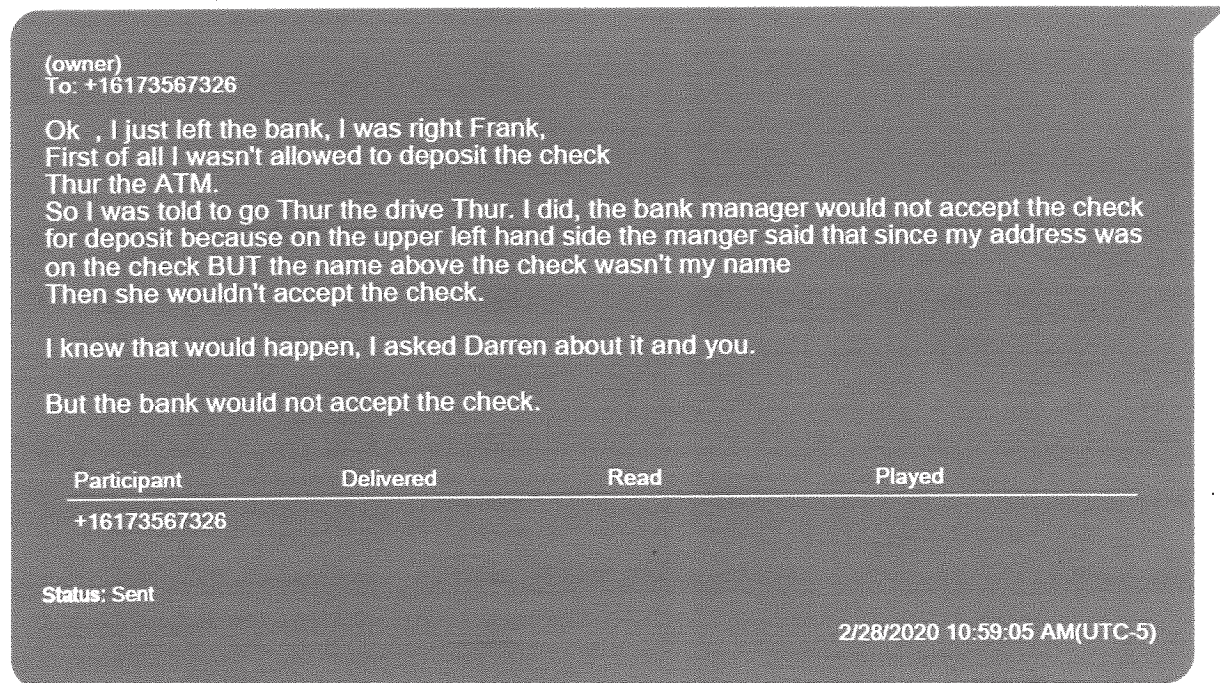 (owner)
To: +16173567326
Ok , I just left the bank, I was right Frank,
First of all I wasn't allowed to deposit the check
Thur the ATM.
So I was told to go Thur the drive Thur. I did, the bank manager would not accept the check
for deposit because on the upper left hand side the manger said that since my address was
on the check BUT the name above the check wasn't my name
Then she wouldn't accept the check.
I knew that would happen, I asked Darren about it and you.
But the bank would not accept the check.
Participant Delivered Read Played
+16173567326
Status: Sent
2/28/2020 10:59:05 AM(UTC-5)